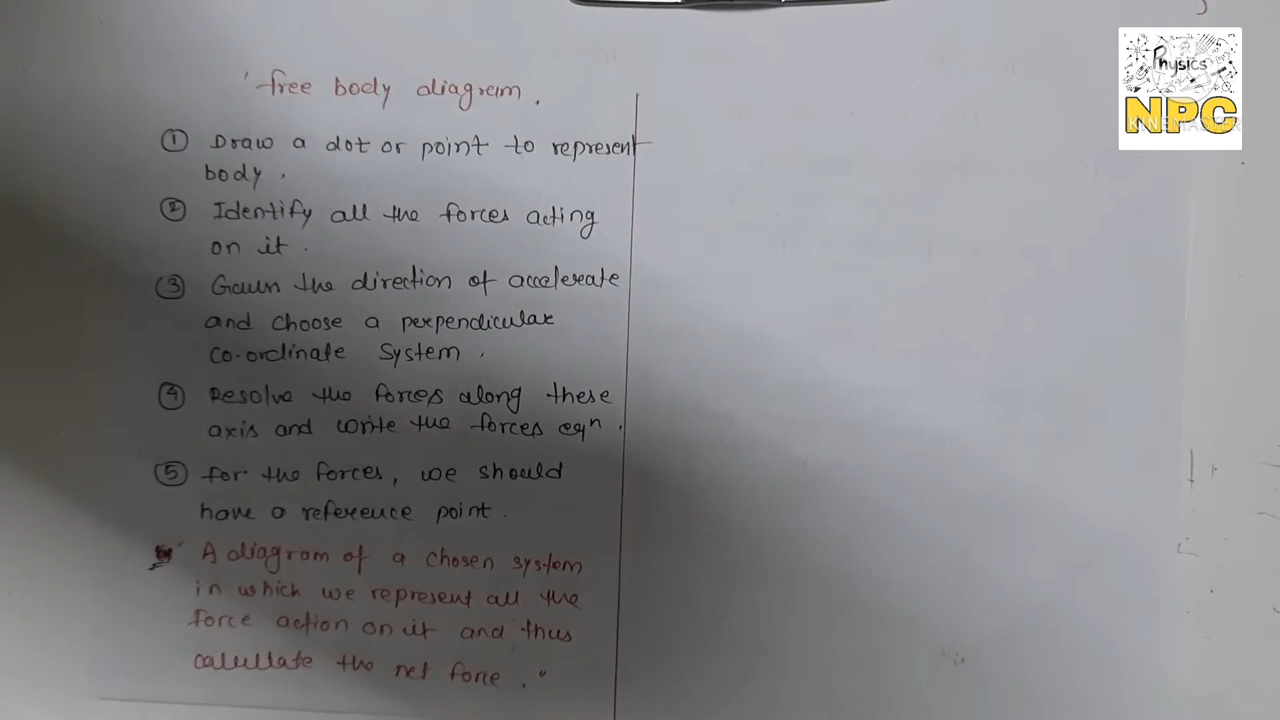 ' free body diagram.
① Draw a dot or point to represent
body.
② Identify all the forces acting
on it.
③ the direction of accelerate
and choose a perpendicular
co-ordinate system.
④ Resolve the forces along these
axis and write the forces eqn.
⑤ for the forces, we should
have a reference point.
A diagram of a chosen system
in which we represent all the
force action on it and thus
calullate the net force."
Physics
NPC
KINEMASTER